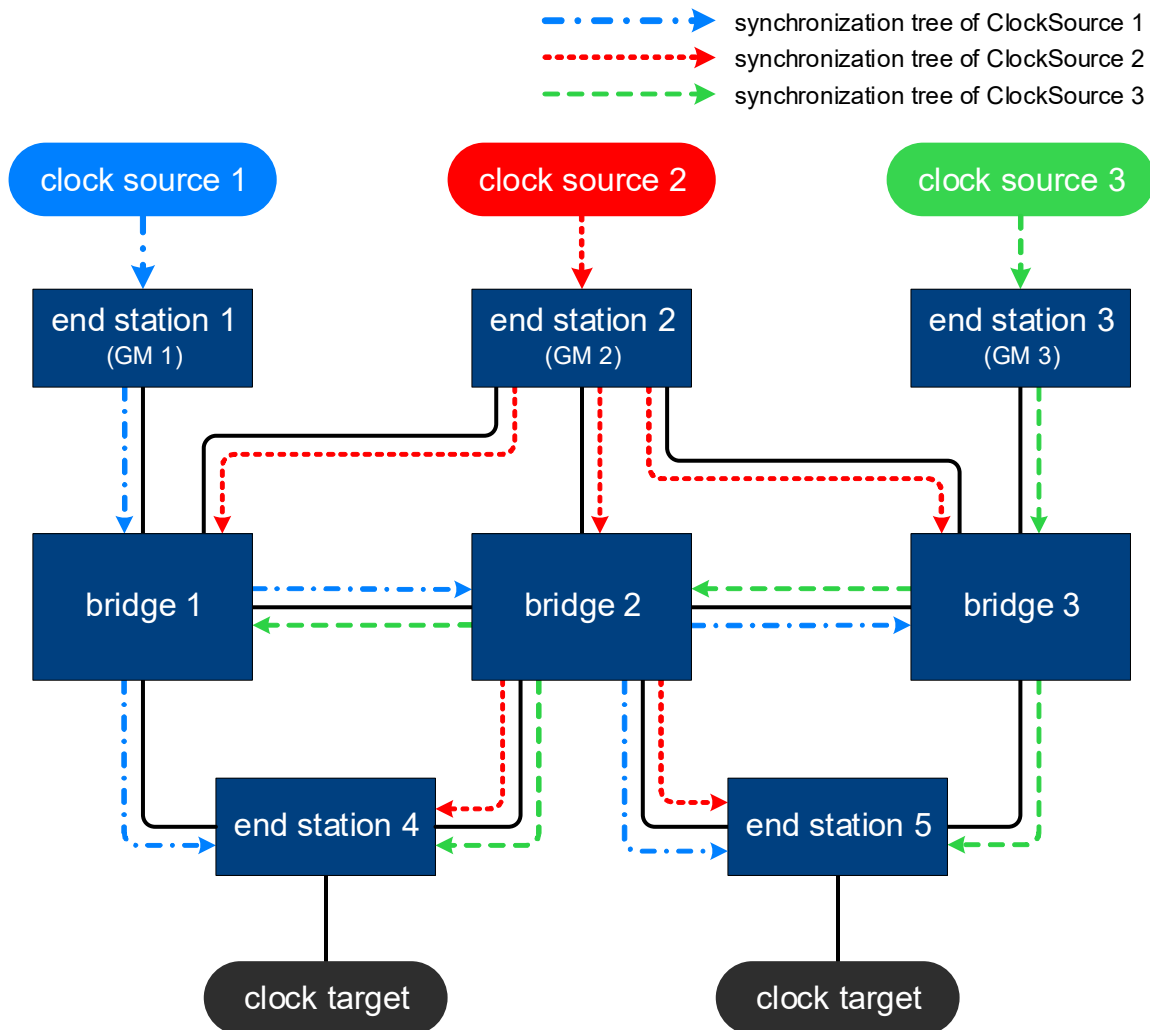 synchronization tree of ClockSource 1
synchronization tree of ClockSource 2
synchronization tree of ClockSource 3
clock source 1
clock source 2
clock source 3
end station 1
(GM 1)
end station 2
(GM 2)
end station 3
(GM 3)
bridge 1
bridge 2
bridge 3
end station 4
end station 5
clock target
clock target